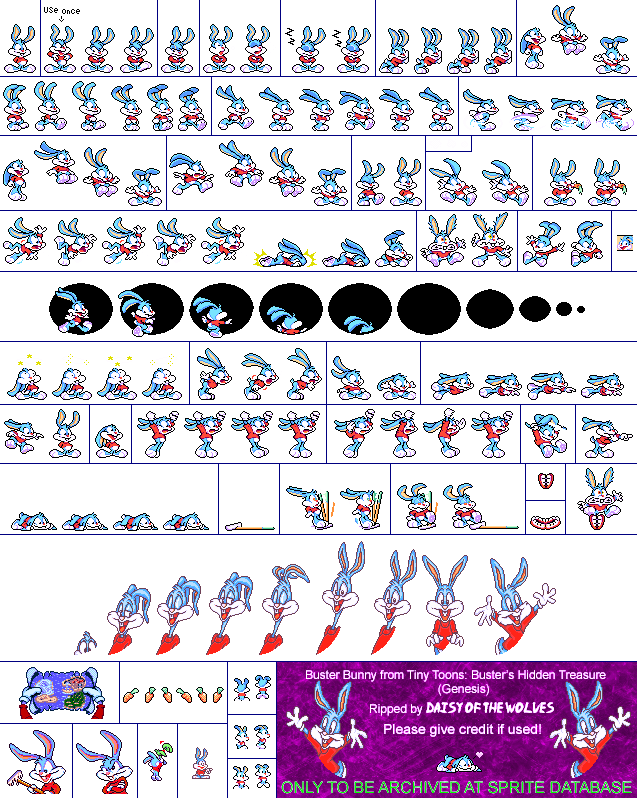 Use once
Buster Bunny from Tiny Toons: Buster's Hidden Treasure
(Genesis)
Ripped by DAISY OF THE WOLVES
Please give credit if used!
ONLY TO BE ARCHIVED AT SPRITE DATABASE